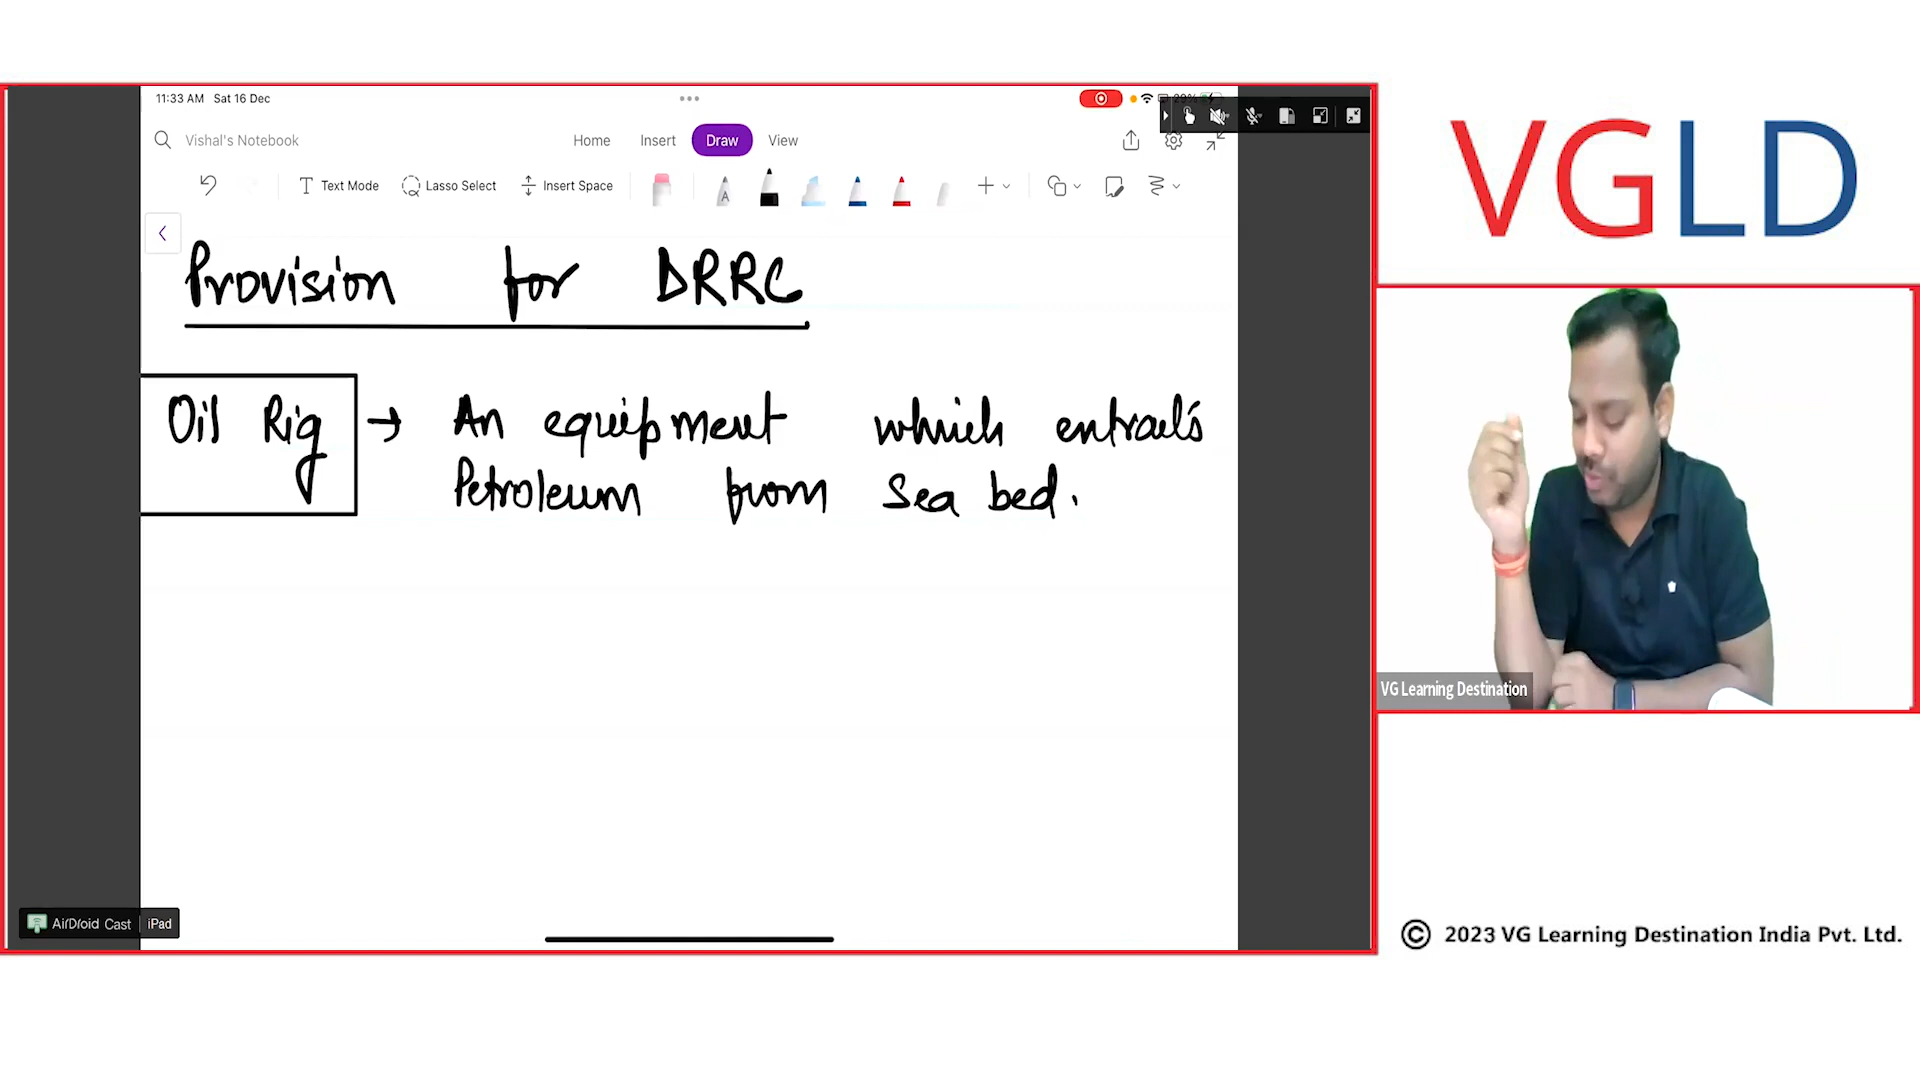 11:33 AM Sat 16 Dec
29%
Vishal's Notebook
Home Insert Draw View
Text Mode Lasso Select Insert Space
Provision for DRRC
Oil Rig → An equipment which
Petroleum from Sea bed.
AirDroid Cast iPad
VGLD
VG Learning Destination
© 2023 VG Learning Destination India Pvt. Ltd.